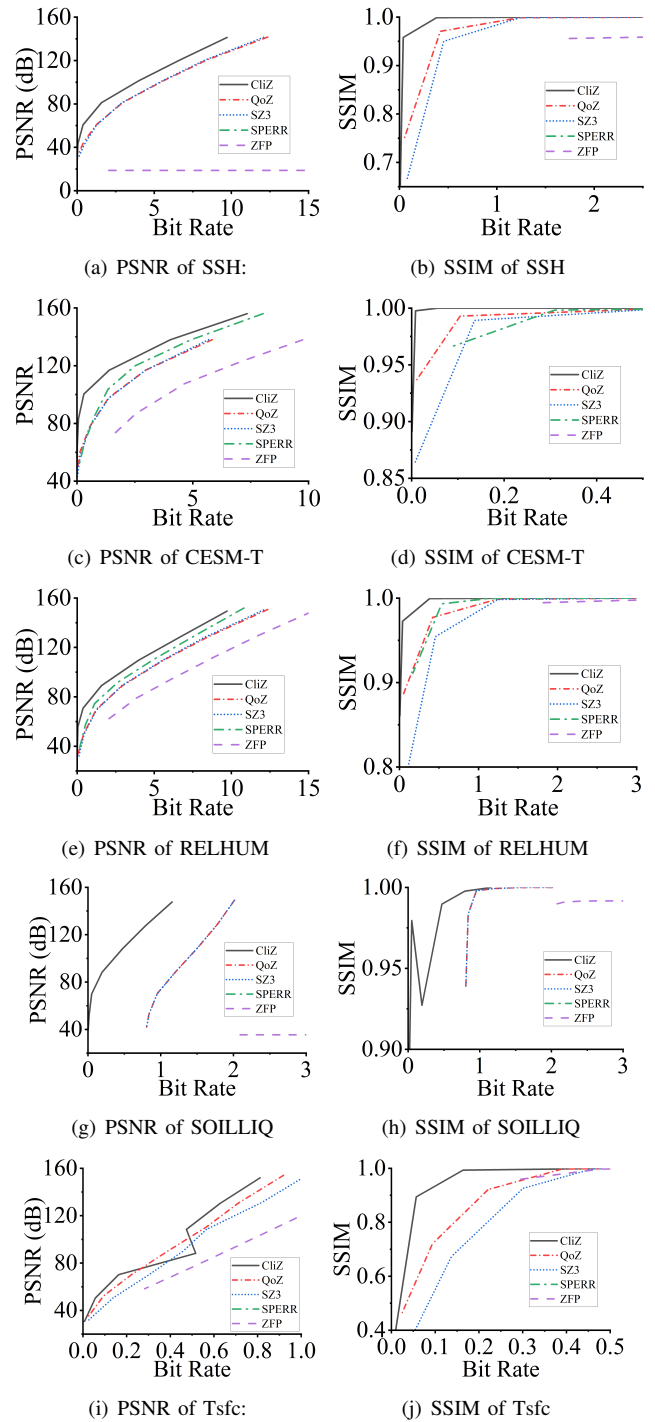 160
120
80
40
0
PSNR (dB)
CliZ
QoZ
SZ3
SPERR
ZFP
0 5 10 15
Bit Rate
(a) PSNR of SSH:
1.0
0.9
0.8
0.7
SSIM
CliZ
QoZ
SZ3
SPERR
ZFP
0 1 2
Bit Rate
(b) SSIM of SSH
160
120
80
40
PSNR
CliZ
QoZ
SZ3
SPERR
ZFP
0 5 10
Bit Rate
(c) PSNR of CESM-T
1.00
0.95
0.90
0.85
SSIM
CliZ
QoZ
SZ3
SPERR
ZFP
0.0 0.2 0.4
Bit Rate
(d) SSIM of CESM-T
160
120
80
40
PSNR (dB)
CliZ
QoZ
SZ3
SPERR
ZFP
0 5 10 15
Bit Rate
(e) PSNR of RELHUM
1.0
0.9
0.8
SSIM
CliZ
QoZ
SZ3
SPERR
ZFP
0 1 2 3
Bit Rate
(f) SSIM of RELHUM
160
120
80
40
PSNR (dB)
CliZ
QoZ
SZ3
SPERR
ZFP
0 1 2 3
Bit Rate
(g) PSNR of SOILLIQ
1.00
0.95
0.90
SSIM
CliZ
QoZ
SZ3
SPERR
ZFP
0 1 2 3
Bit Rate
(h) SSIM of SOILLIQ
160
120
80
40
PSNR (dB)
CliZ
QoZ
SZ3
SPERR
ZFP
0.0 0.2 0.4 0.6 0.8 1.0
Bit Rate
(i) PSNR of Tsfc:
1.0
0.8
0.6
0.4
SSIM
CliZ
QoZ
SZ3
SPERR
ZFP
0.0 0.1 0.2 0.3 0.4 0.5
Bit Rate
(j) SSIM of Tsfc